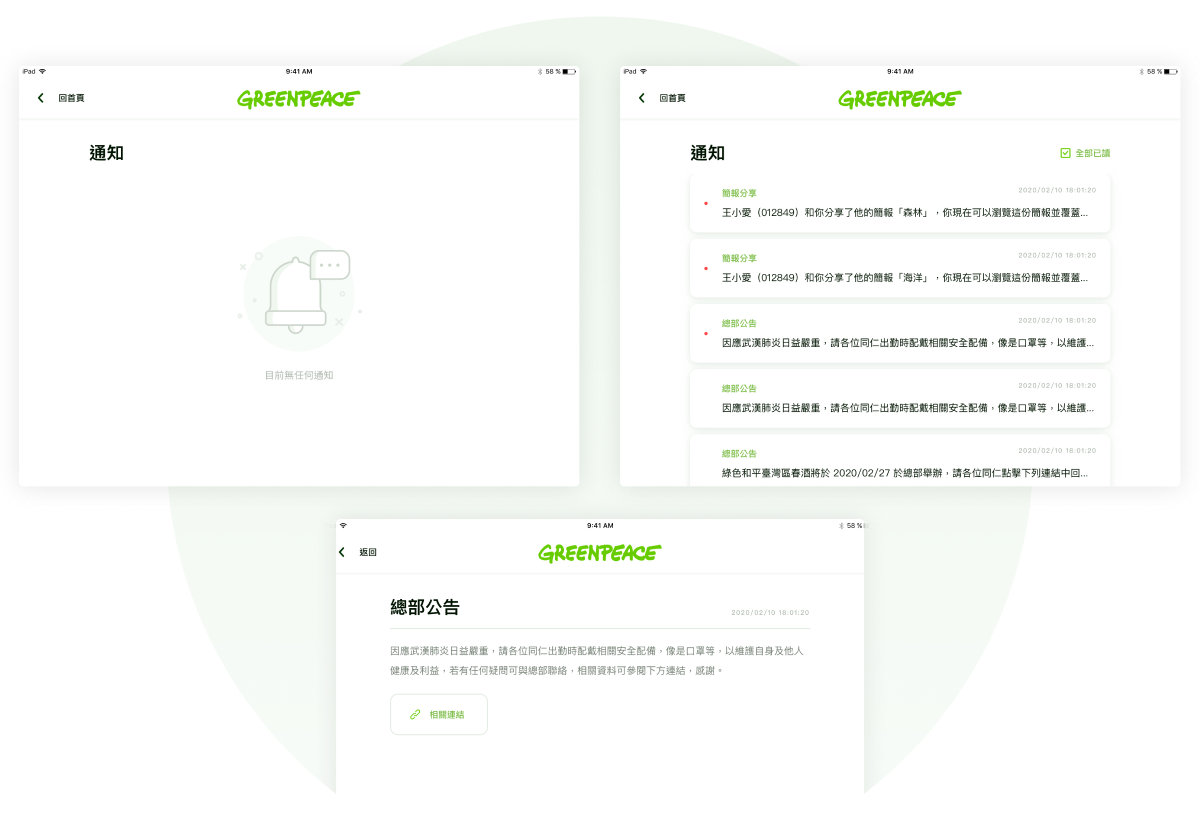 iPad
9:41 AM
58 %
回首頁
GREENPEACE
通知
目前無任何通知
iPad
9:41 AM
58 %
回首頁
GREENPEACE
通知
全部已讀
簡報分享
2020/02/10 18:01:20
王小愛（012849）和你分享了他的簡報「森林」，你現在可以瀏覽這份簡報並覆蓋...
簡報分享
2020/02/10 18:01:20
王小愛（012849）和你分享了他的簡報「海洋」，你現在可以瀏覽這份簡報並覆蓋...
總部公告
2020/02/10 18:01:20
因應武漢肺炎日益嚴重，請各位同仁出勤時配戴相關安全配備，像是口罩等，以維護...
總部公告
2020/02/10 18:01:20
因應武漢肺炎日益嚴重，請各位同仁出勤時配戴相關安全配備，像是口罩等，以維護...
總部公告
2020/02/10 18:01:20
綠色和平臺灣區春酒將於 2020/02/27 於總部舉辦，請各位同仁點擊下列連結中回...
9:41 AM
58 %
返回
GREENPEACE
總部公告
2020/02/10 18:01:20
因應武漢肺炎日益嚴重，請各位同仁出勤時配戴相關安全配備，像是口罩等，以維護自身及他人
健康及利益，若有任何疑問可與總部聯絡，相關資料可參閱下方連結，感謝。
相關連結